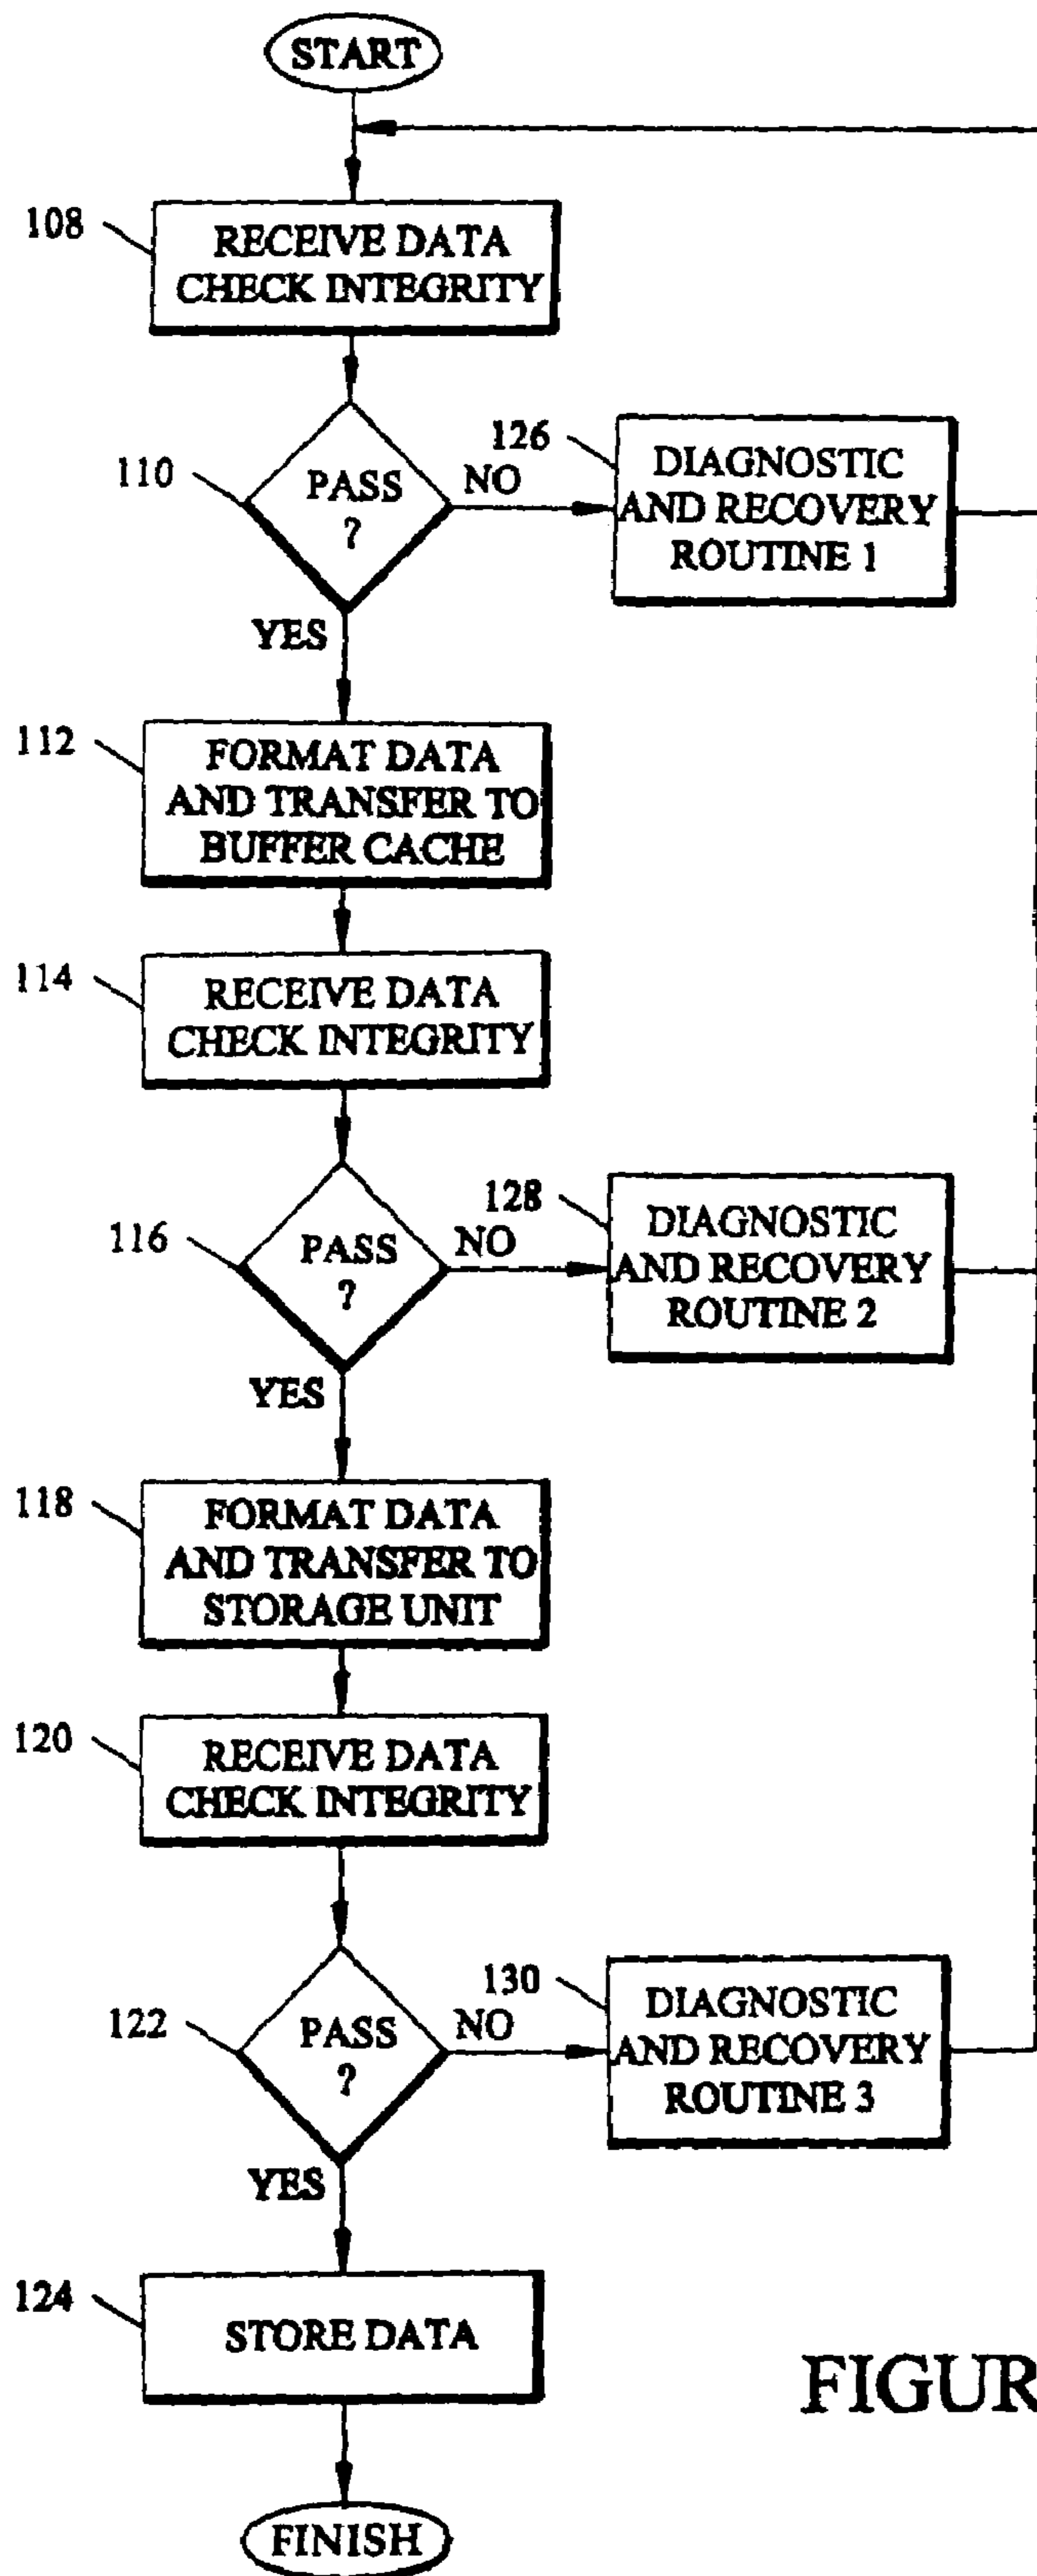 START
108
RECEIVE DATA
CHECK INTEGRITY
110
PASS
?
NO
126
DIAGNOSTIC
AND RECOVERY
ROUTINE 1
YES
112
FORMAT DATA
AND TRANSFER TO
BUFFER CACHE
114
RECEIVE DATA
CHECK INTEGRITY
116
PASS
?
NO
128
DIAGNOSTIC
AND RECOVERY
ROUTINE 2
YES
118
FORMAT DATA
AND TRANSFER TO
STORAGE UNIT
120
RECEIVE DATA
CHECK INTEGRITY
122
PASS
?
NO
130
DIAGNOSTIC
AND RECOVERY
ROUTINE 3
YES
124
STORE DATA
FIGUR
FINISH